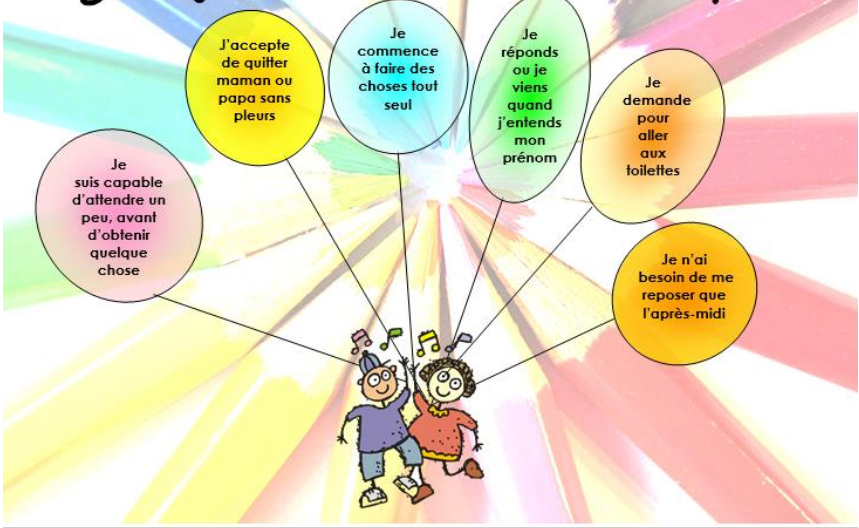 Je
suis capable
d'attendre un
peu, avant
d'obtenir
quelque
chose
J'accepte
de quitter
maman ou
papa sans
pleurs
Je
commence
à faire des
choses tout
seul
Je
réponds
ou je
viens
quand
j'entends
mon
prénom
Je
demande
pour
aller
aux
toilettes
Je n'ai
besoin de me
reposer que
l'après-midi